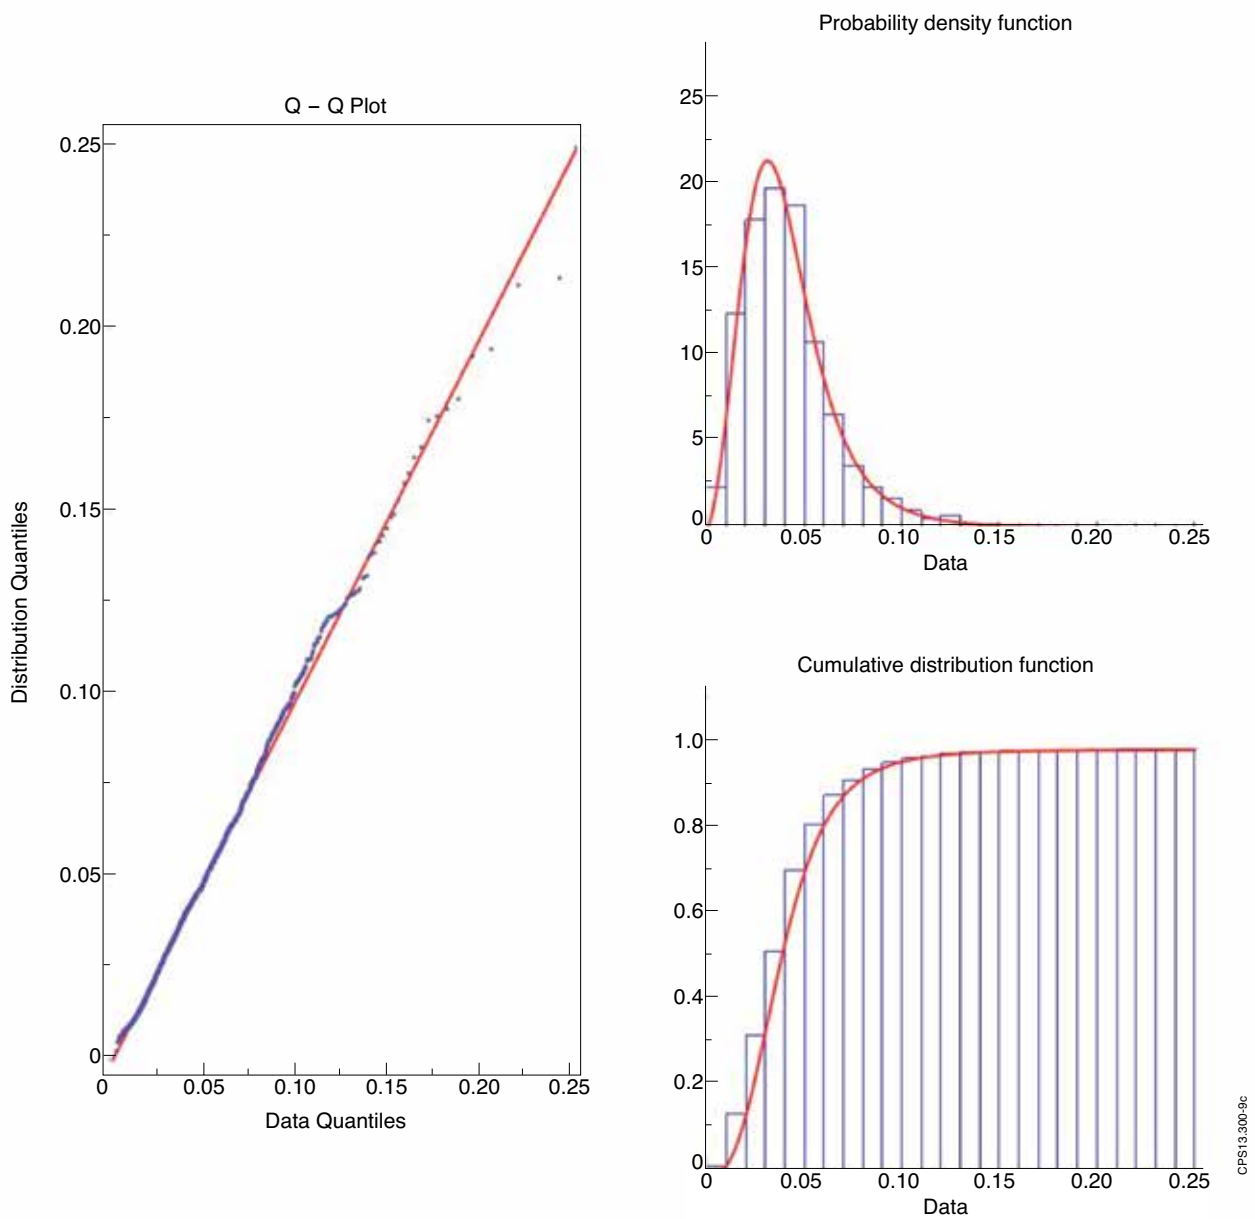 Q – Q Plot
0.25
0.20
0.15
0.10
0.05
0
0 0.05 0.10 0.15 0.20 0.25
Data Quantiles
Distribution Quantiles
Probability density function
25
20
15
10
5
0
0 0.05 0.10 0.15 0.20 0.25
Data
Cumulative distribution function
1.0
0.8
0.6
0.4
0.2
0
0 0.05 0.10 0.15 0.20 0.25
Data
CPS13.300-9c